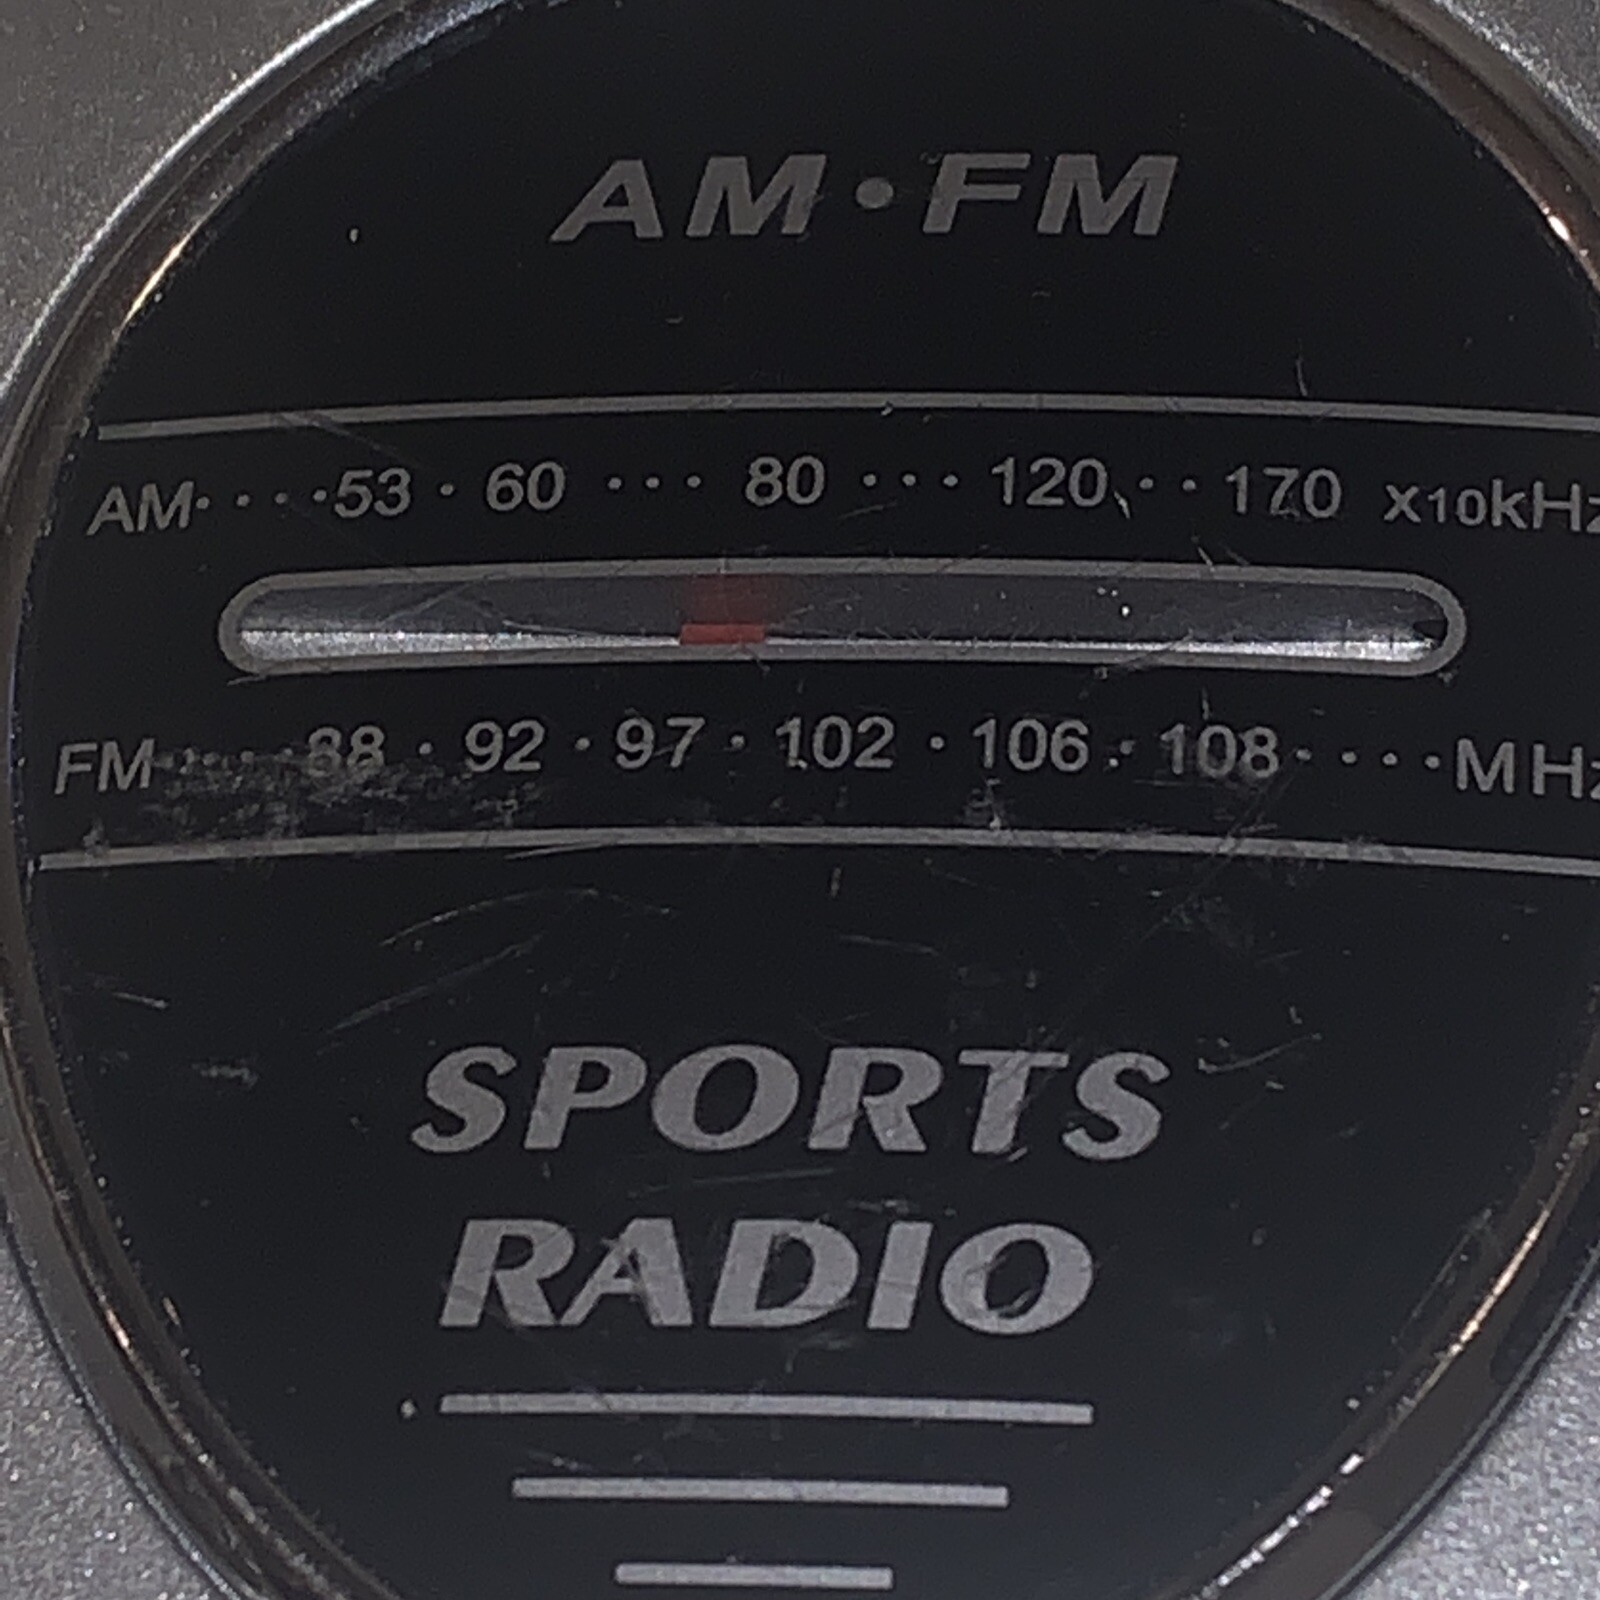 AM•FM
AM····53 · 60 ··· 80 ··· 120 ··· 170 x10kHz
FM···· 88 · 92 · 97 · 102 · 106 · 108····MHz
SPORTS
RADIO